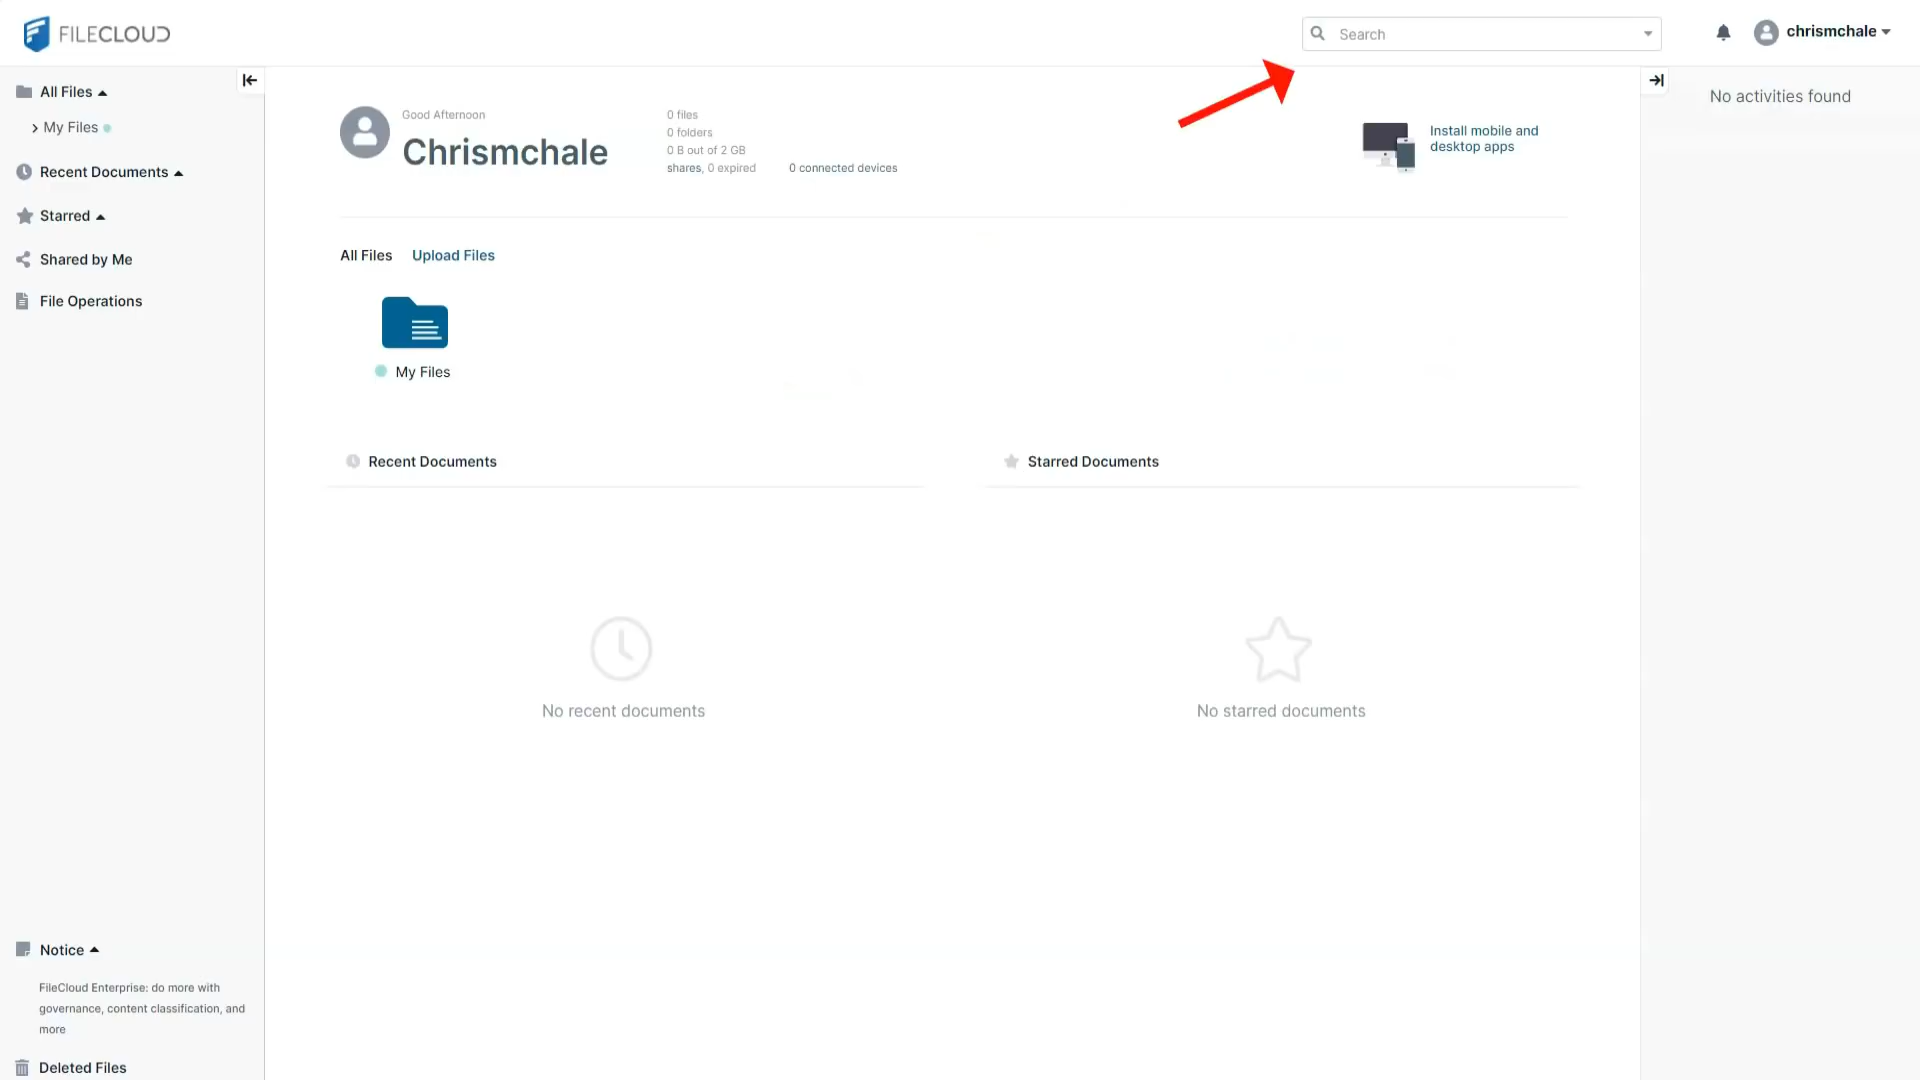 FILECLOUD
Search
chrismchale
All Files
My Files
Recent Documents
Starred
Shared by Me
File Operations
Good Afternoon
Chrismchale
0 files
0 folders
0 B out of 2 GB
shares, 0 expired
0 connected devices
Install mobile and
desktop apps
No activities found
All Files Upload Files
My Files
Recent Documents
No recent documents
Starred Documents
No starred documents
Notice
FileCloud Enterprise: do more with
governance, content classification, and
more
Deleted Files